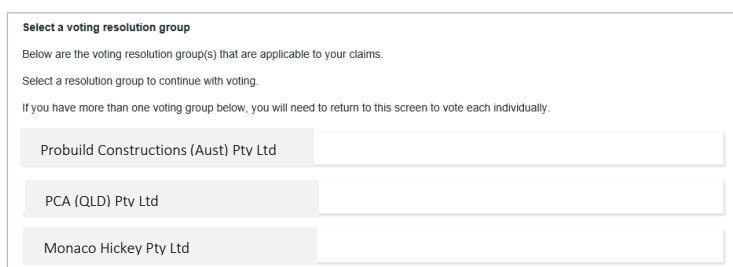 Select a voting resolution group
Below are the voting resolution group(s) that are applicable to your claims.
Select a resolution group to continue with voting.
If you have more than one voting group below, you will need to return to this screen to vote each individually.
Probuild Constructions (Aust) Pty Ltd
PCA (QLD) Pty Ltd
Monaco Hickey Pty Ltd